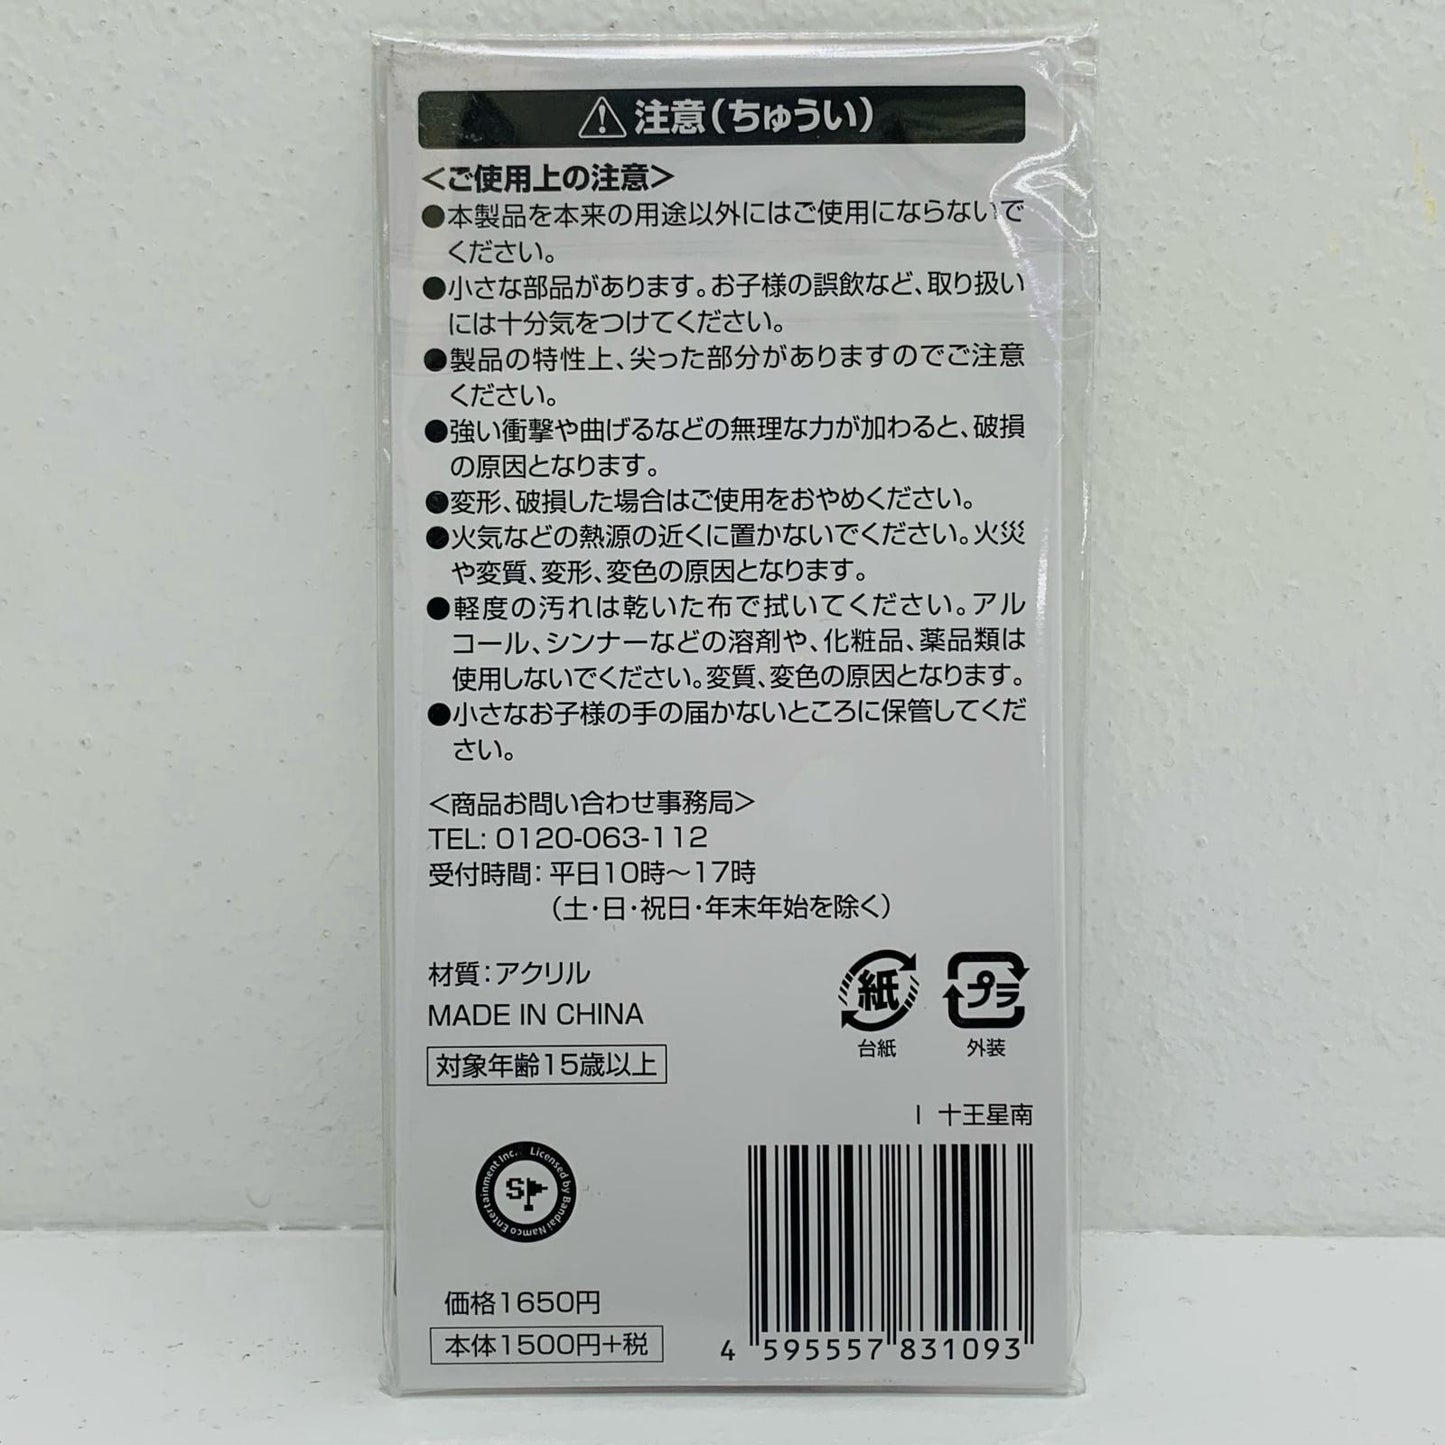 注意(ちゅうい)
<ご使用上の注意>
●本製品を本来の用途以外にはご使用にならないで
ください。
●小さな部品があります。お子様の誤飲など、取り扱い
には十分気をつけてください。
●製品の特性上、尖った部分がありますのでご注意
ください。
●強い衝撃や曲げるなどの無理な力が加わると、破損
の原因となります。
●変形、破損した場合はご使用をおやめください。
●火気などの熱源の近くに置かないでください。火災
や変質、変形、変色の原因となります。
●軽度の汚れは乾いた布で拭いてください。アル
コール、シンナーなどの溶剤や、化粧品、薬品類は
使用しないでください。変質、変色の原因となります。
●小さなお子様の手の届かないところに保管してくだ
さい。
<商品お問い合わせ事務局>
TEL: 0120-063-112
受付時間: 平日10時～17時
(土・日・祝日・年末年始を除く)
材質:アクリル
MADE IN CHINA
対象年齢15歳以上
紙
台紙
プラ
外装
I 十王星南
Licensed by Bandai Namco Entertainment Inc.
SP
価格1650円
本体1500円+税
4 595557 831093